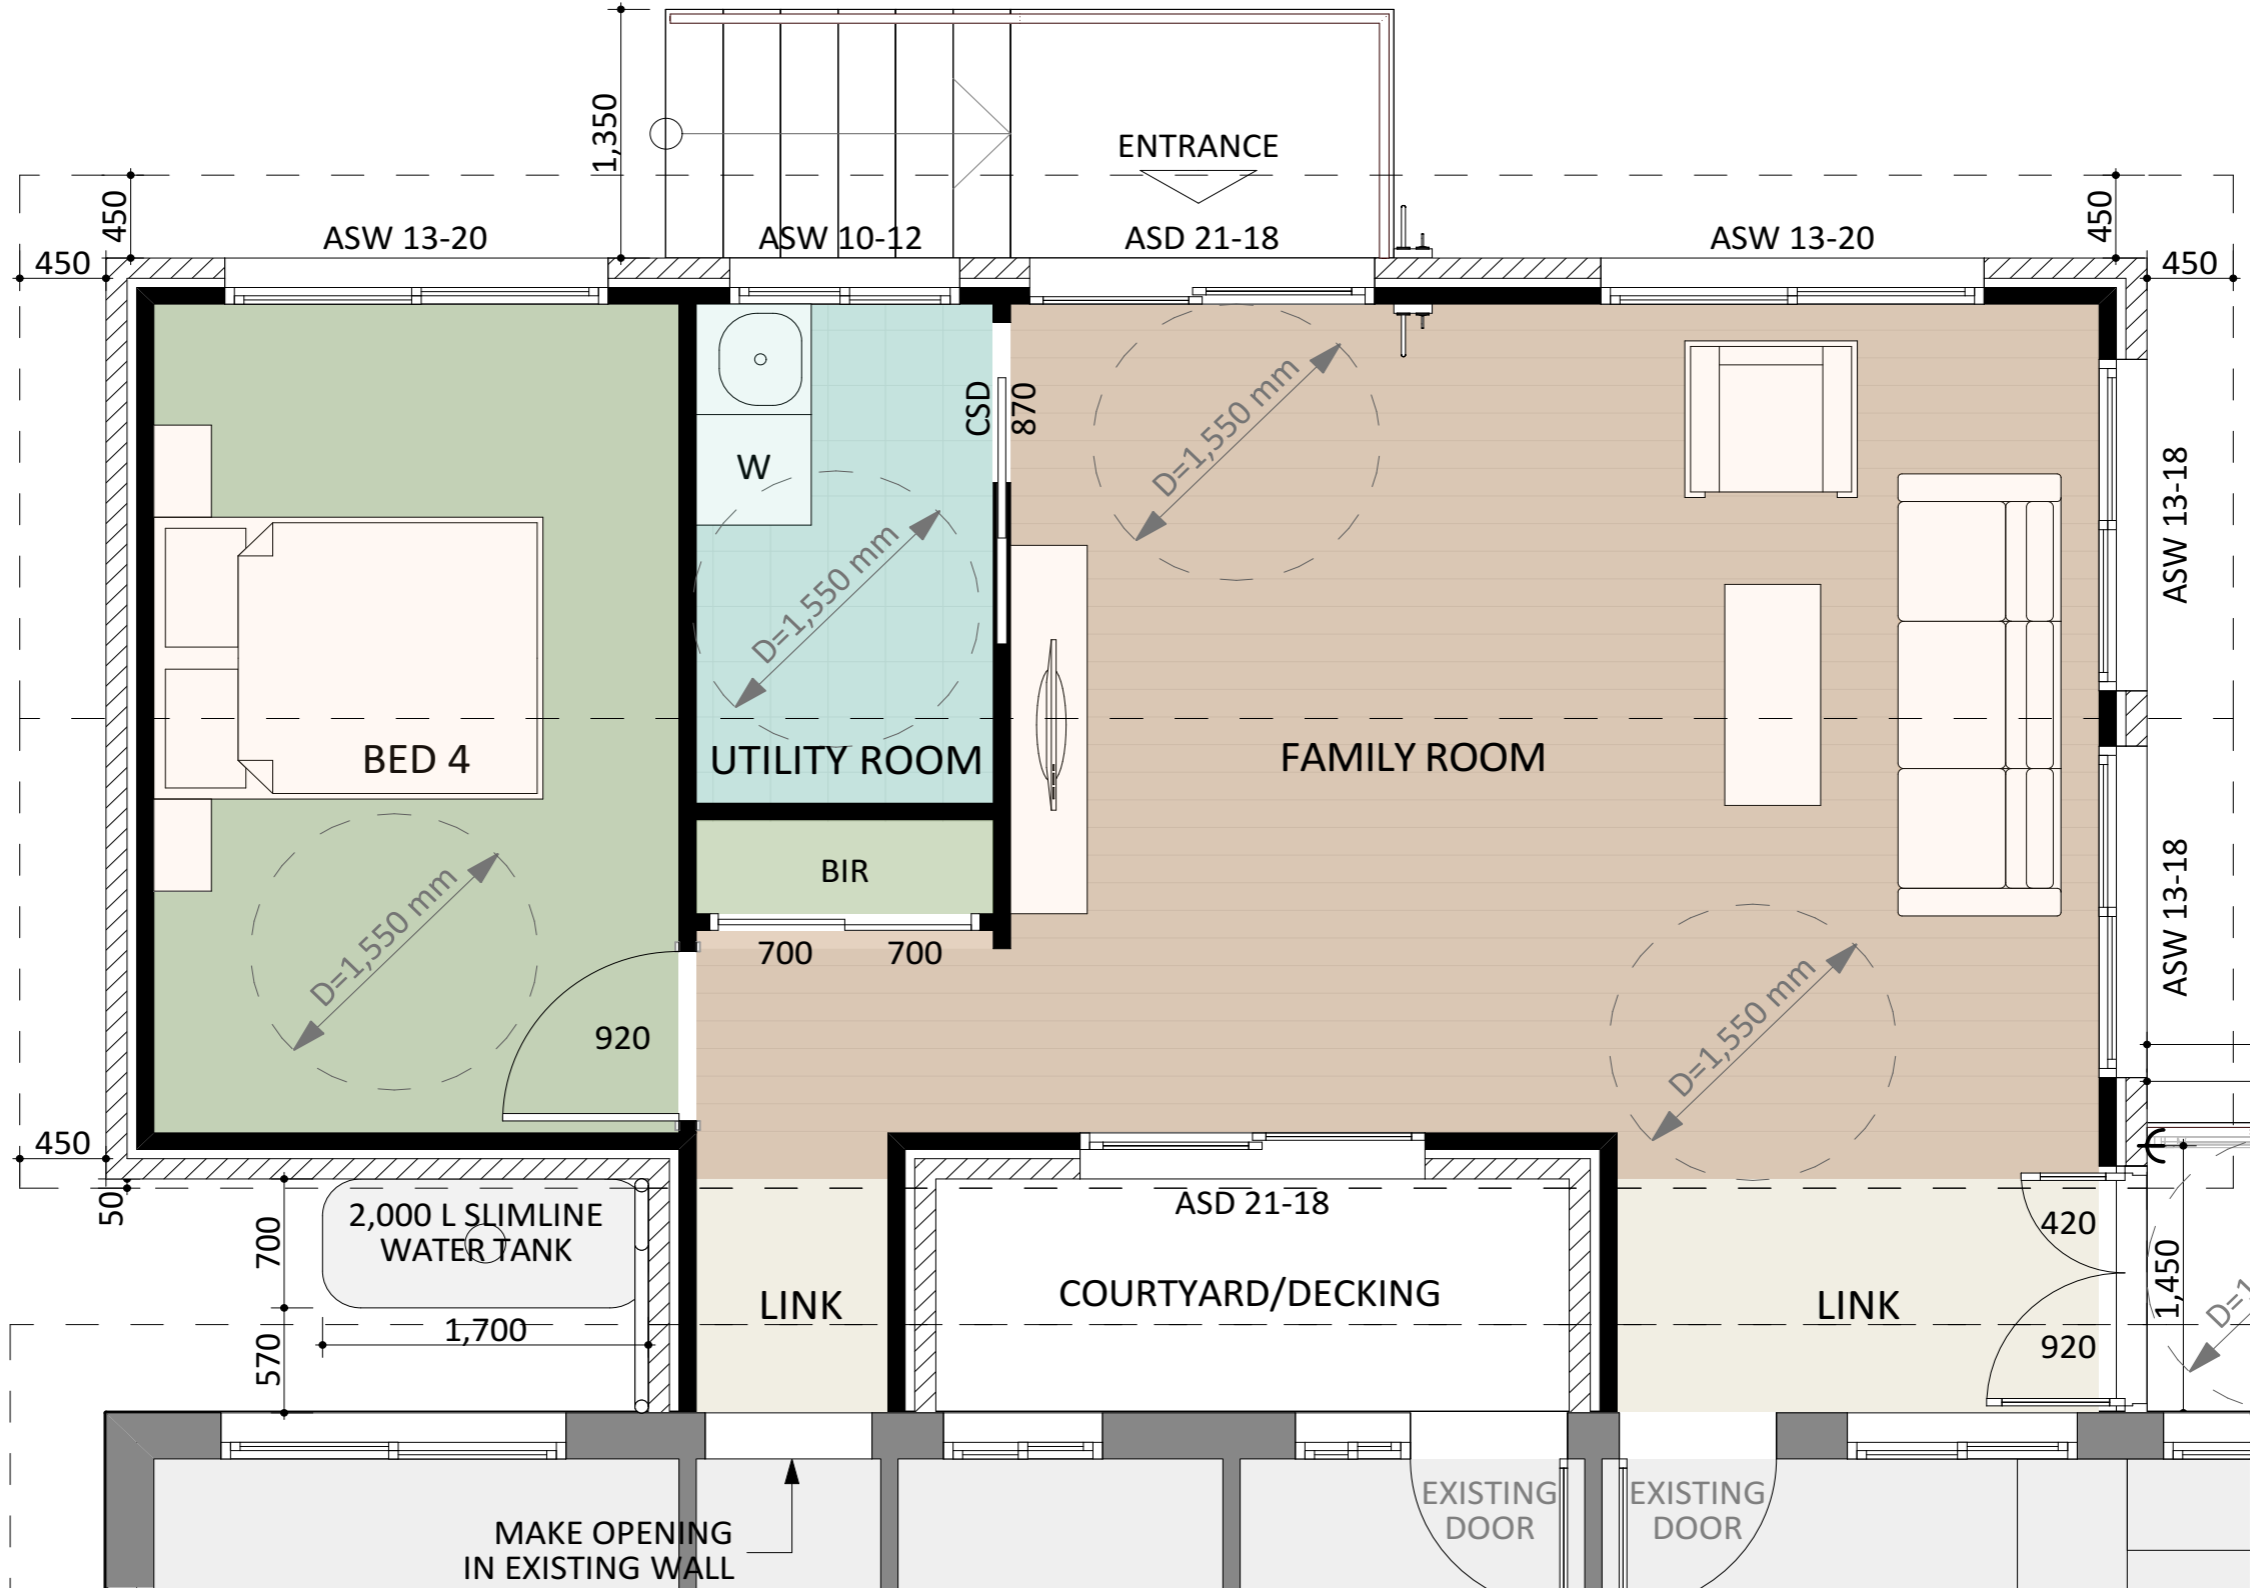 1,350
ENTRANCE
450
450
ASW 13-20
ASW 10-12
ASD 21-18
ASW 13-20
450
450
CSD
870
D=1,550 mm
W
ASW 13-18
D=1,550 mm
BED 4
UTILITY ROOM
FAMILY ROOM
BIR
ASW 13-18
D=1,550 mm
700
700
D=1,550 mm
920
450
50
700
2,000 L SLIMLINE
WATER TANK
ASD 21-18
420
1,450
LINK
COURTYARD/DECKING
LINK
1,700
570
920
EXISTING
DOOR
EXISTING
DOOR
MAKE OPENING
IN EXISTING WALL